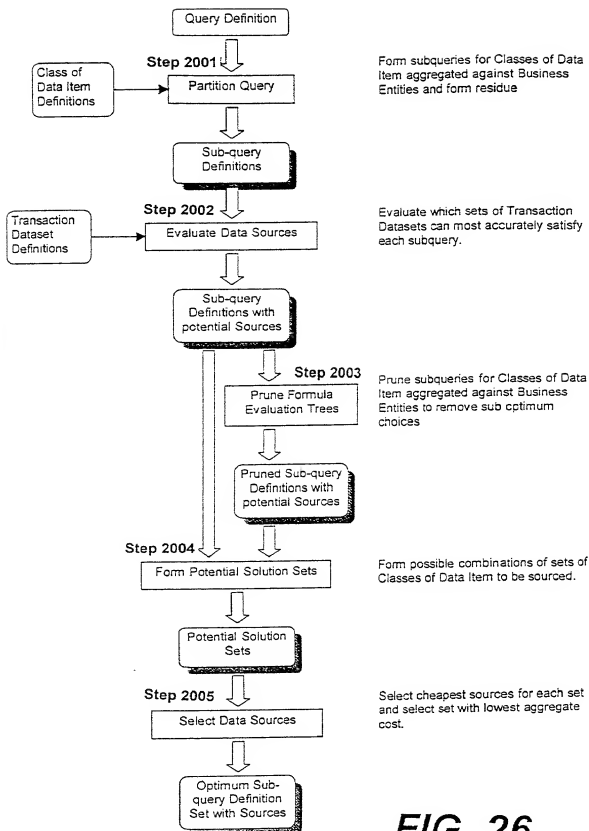 Query Definition
Step 2001
Form subqueries for Classes of Data
Item aggregated against Business
Entities and form residue
Class of
Data Item
Definitions
Partition Query
Sub-query
Definitions
Step 2002
Evaluate which sets of Transaction
Datasets can most accurately satisfy
each subquery.
Transaction
Dataset
Definitions
Evaluate Data Sources
Sub-query
Definitions with
potential Sources
Step 2003
Prune subqueries for Classes of Data
Item aggregated against Business
Entities to remove sub optimum
choices
Prune Formula
Evaluation Trees
Pruned Sub-query
Definitions with
potential Sources
Step 2004
Form possible combinations of sets of
Classes of Data Item to be sourced.
Form Potential Solution Sets
Potential Solution
Sets
Step 2005
Select cheapest sources for each set
and select set with lowest aggregate
cost.
Select Data Sources
Optimum Sub-
query Definition
Set with Sources
FIG. 26